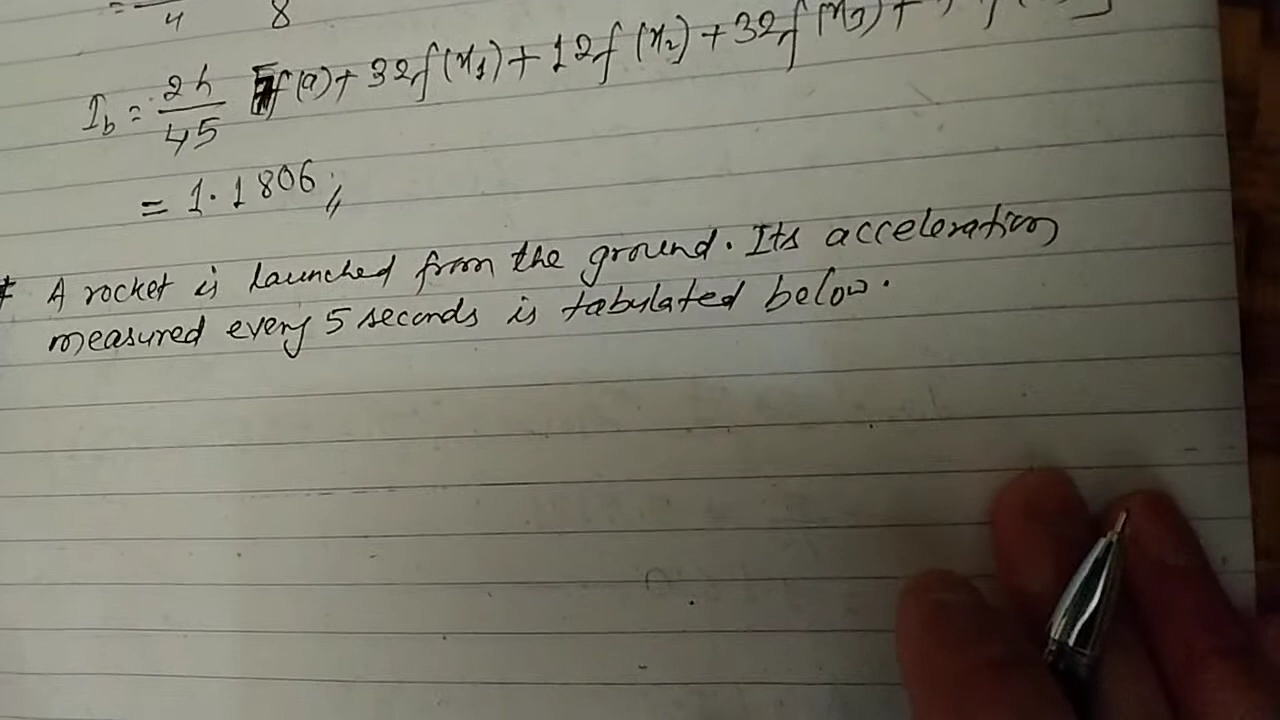 = 4 8
I_b = 2h/45 [7f(a) + 32f(x1) + 12f(x2) + 32f(x3) +
= 1.1806 //
* A rocket is launched from the ground. Its acceleration
measured every 5 seconds is tabulated below.